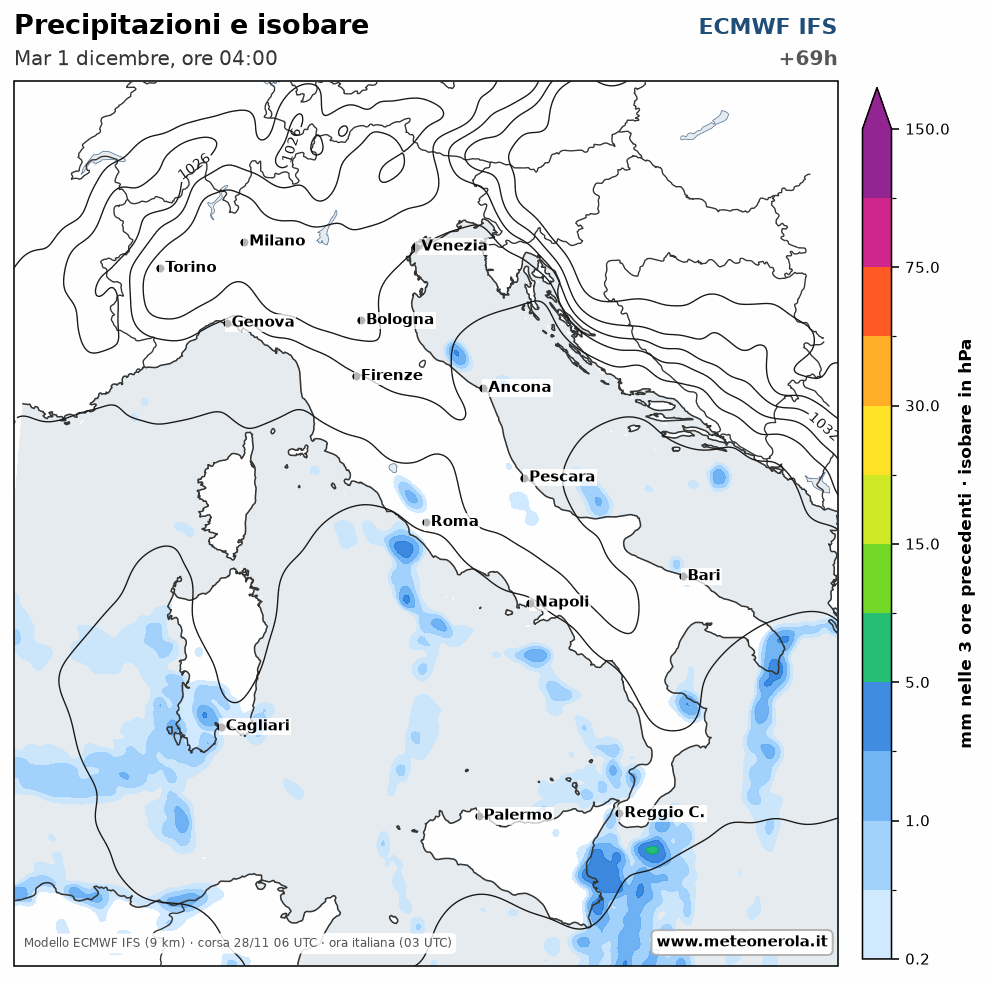 Precipitazioni e isobare
ECMWF IFS
Mar 1 dicembre, ore 04:00
+69h
1026
1026
Milano
Venezia
Torino
Genova
Bologna
Firenze
Ancona
1032
Pescara
Roma
Bari
Napoli
Cagliari
Palermo
Reggio C.
Modello ECMWF IFS (9 km) · corsa 28/11 06 UTC · ora italiana (03 UTC)
www.meteonerola.it
150.0
75.0
30.0
15.0
5.0
1.0
0.2
mm nelle 3 ore precedenti · isobare in hPa